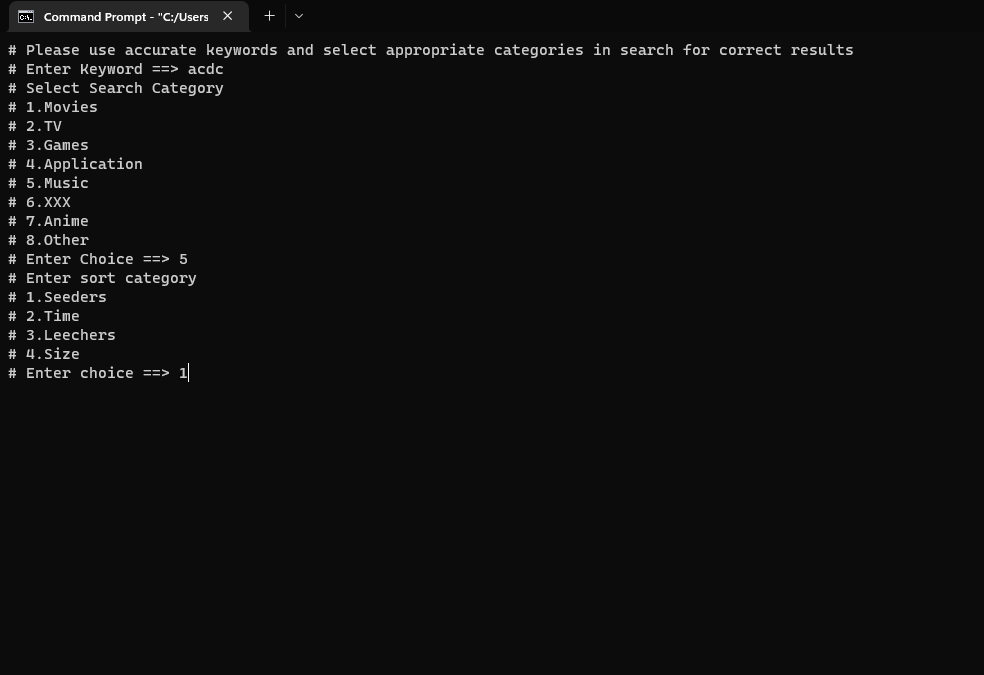 Command Prompt - "C:/Users
# Please use accurate keywords and select appropriate categories in search for correct results
# Enter Keyword ==> acdc
# Select Search Category
# 1.Movies
# 2.TV
# 3.Games
# 4.Application
# 5.Music
# 6.XXX
# 7.Anime
# 8.Other
# Enter Choice ==> 5
# Enter sort category
# 1.Seeders
# 2.Time
# 3.Leechers
# 4.Size
# Enter choice ==> 1